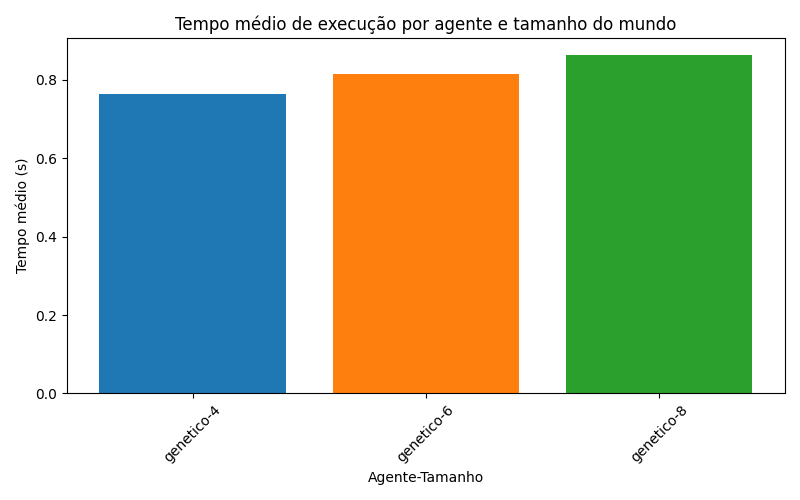 Tempo médio de execução por agente e tamanho do mundo
Tempo médio (s)
0.8
0.6
0.4
0.2
0.0
genetico-4
genetico-6
genetico-8
Agente-Tamanho